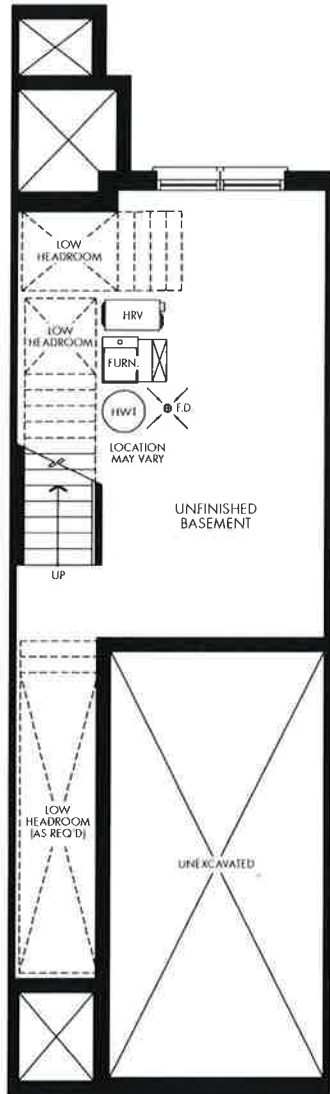 LOW
HEADROOM
HRV
LOW
HEADROOM
FURN.
HWT
F.D.
LOCATION
MAY VARY
UNFINISHED
BASEMENT
UP
LOW
HEADROOM
(AS REQ'D)
UNEXCAVATED